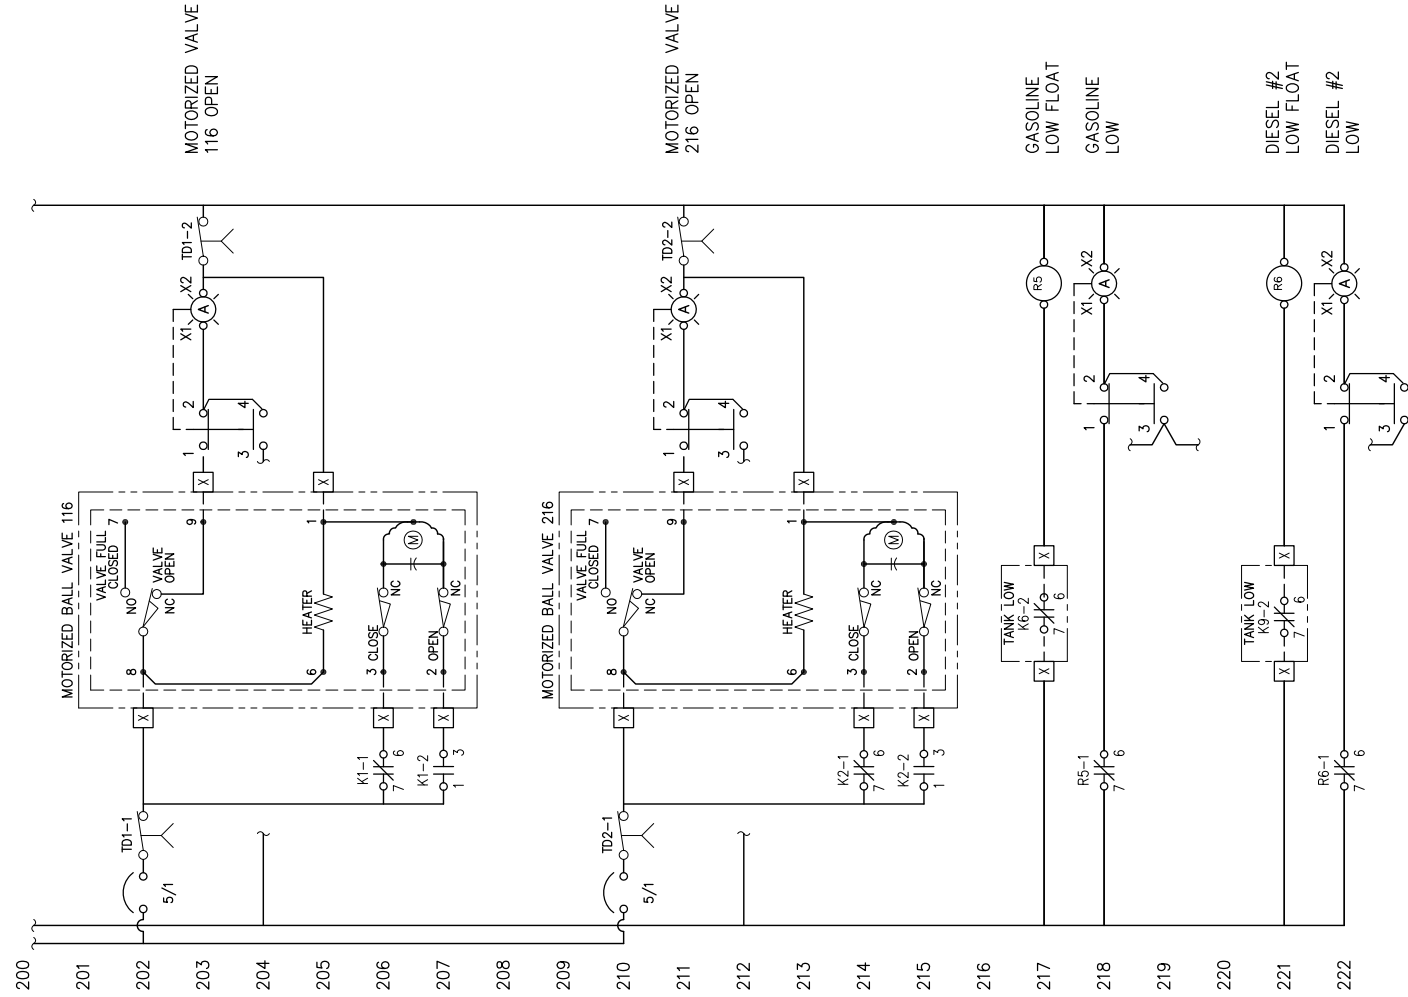 200
201
202
203
204
205
206
207
208
209
210
211
212
213
214
215
216
217
218
219
220
221
222
5/1
TD1-1
X
MOTORIZED BALL VALVE 116
8
VALVE FULL
CLOSED
7
NO
VALVE
OPEN
NC
9
X
1
2
3
4
X1
A
X2
TD1-2
MOTORIZED VALVE
116 OPEN
6
HEATER
1
X
K1-1
7
6
X
3 CLOSE
NC
M
K1-2
1
3
X
2 OPEN
NC
5/1
TD2-1
X
MOTORIZED BALL VALVE 216
8
VALVE FULL
CLOSED
7
NO
VALVE
OPEN
NC
9
X
1
2
3
4
X1
A
X2
TD2-2
MOTORIZED VALVE
216 OPEN
6
HEATER
1
X
K2-1
7
6
X
3 CLOSE
NC
M
K2-2
1
3
X
2 OPEN
NC
X
TANK LOW
K6-2
7
6
X
R5
GASOLINE
LOW FLOAT
R5-1
7
6
1
2
3
4
X1
A
X2
GASOLINE
LOW
X
TANK LOW
K9-2
7
6
X
R6
DIESEL #2
LOW FLOAT
R6-1
7
6
1
2
3
4
X1
A
X2
DIESEL #2
LOW